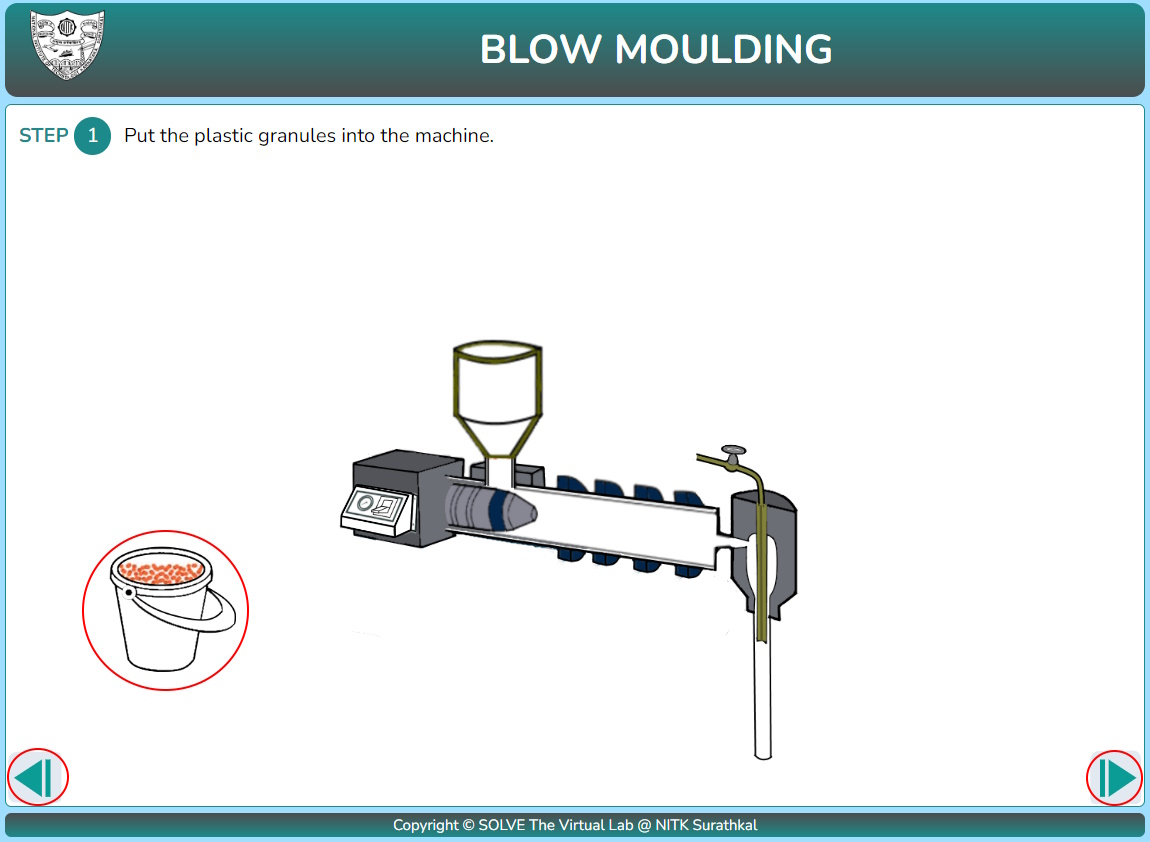 BLOW MOULDING
STEP 1 Put the plastic granules into the machine.
Copyright © SOLVE The Virtual Lab @ NITK Surathkal